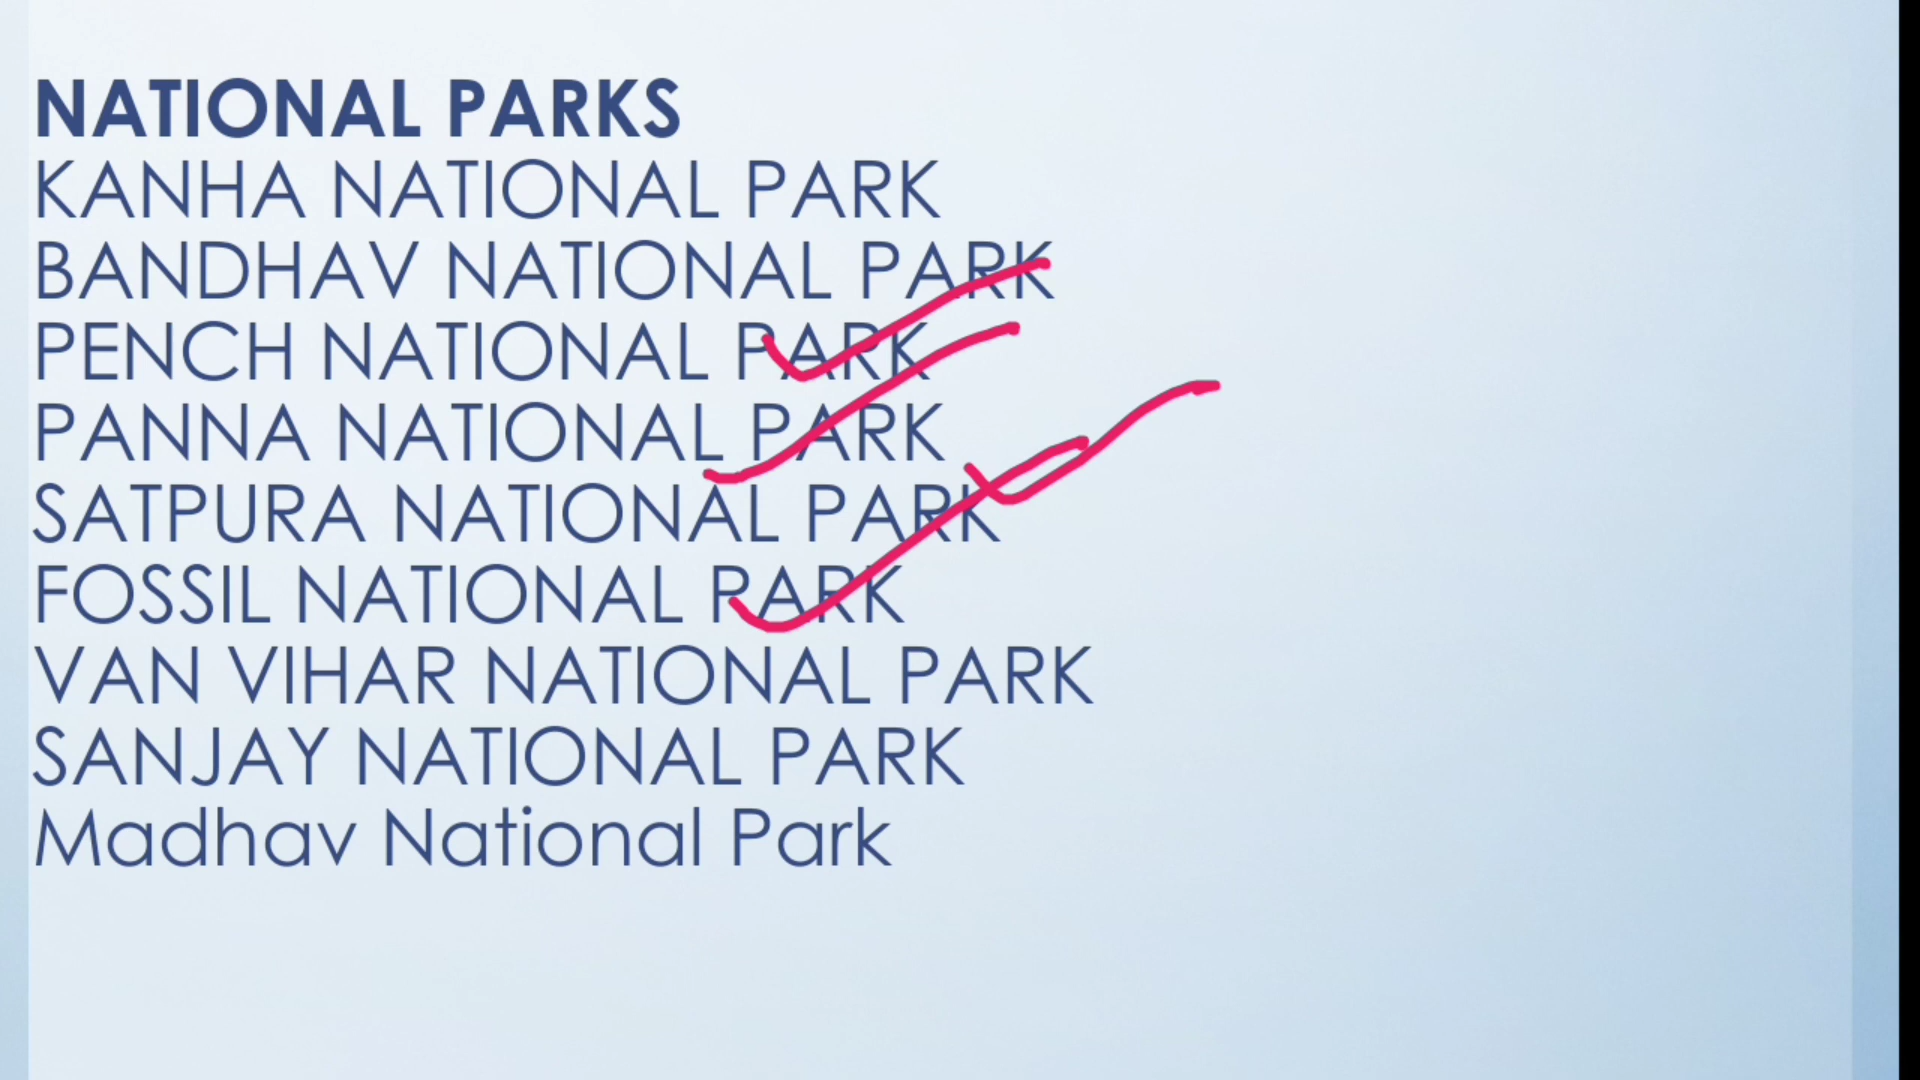 NATIONAL PARKS
KANHA NATIONAL PARK
BANDHAV NATIONAL PARK
PENCH NATIONAL PARK
PANNA NATIONAL PARK
SATPURA NATIONAL PARK
FOSSIL NATIONAL PARK
VAN VIHAR NATIONAL PARK
SANJAY NATIONAL PARK
Madhav National Park